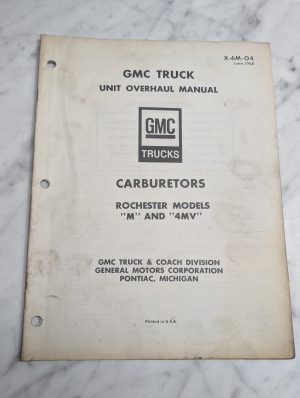 X-6M-04
June, 1968
GMC TRUCK
UNIT OVERHAUL MANUAL
GMC
TRUCKS
CARBURETORS
ROCHESTER MODELS
"M" AND "4MV"
GMC TRUCK & COACH DIVISION
GENERAL MOTORS CORPORATION
PONTIAC, MICHIGAN
Printed in U.S.A.